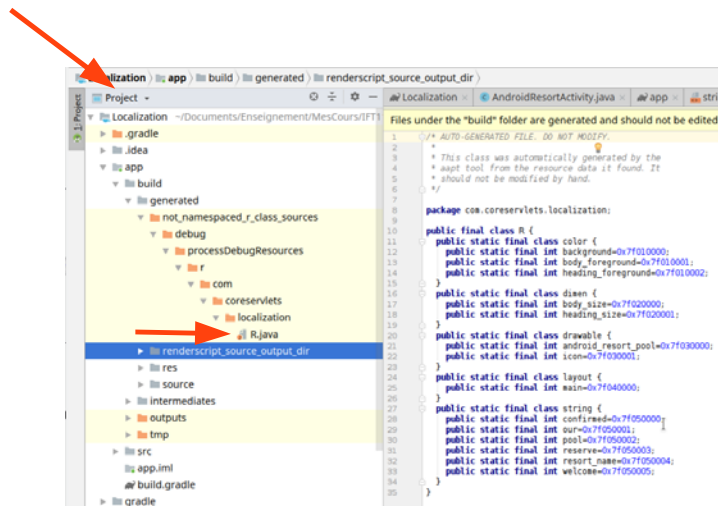 Localization app build generated renderscript_source_output_dir
1: Project
Project
Localization ~/Documents/Enseignement/MesCours/IFT1
.gradle
.idea
app
build
generated
not_namespaced_r_class_sources
debug
processDebugResources
r
com
coreservlets
localization
R.java
renderscript_source_output_dir
res
source
intermediates
outputs
tmp
src
app.iml
build.gradle
gradle
Localization AndroidResortActivity.java app stri
Files under the "build" folder are generated and should not be edited
1 /* AUTO-GENERATED FILE. DO NOT MODIFY.
2 *
3 * This class was automatically generated by the
4 * aapt tool from the resource data it found. It
5 * should not be modified by hand.
6 */
7
8 package com.coreservlets.localization;
9
10 public final class R {
11 public static final class color {
12 public static final int background=0x7f010000;
13 public static final int body_foreground=0x7f010001;
14 public static final int heading_foreground=0x7f010002;
15 }
16 public static final class dimen {
17 public static final int body_size=0x7f020000;
18 public static final int heading_size=0x7f020001;
19 }
20 public static final class drawable {
21 public static final int android_resort_pool=0x7f030000;
22 public static final int icon=0x7f030001;
23 }
24 public static final class layout {
25 public static final int main=0x7f040000;
26 }
27 public static final class string {
28 public static final int confirmed=0x7f050000;
29 public static final int our=0x7f050001;
30 public static final int pool=0x7f050002;
31 public static final int reserve=0x7f050003;
32 public static final int resort_name=0x7f050004;
33 public static final int welcome=0x7f050005;
34 }
35 }